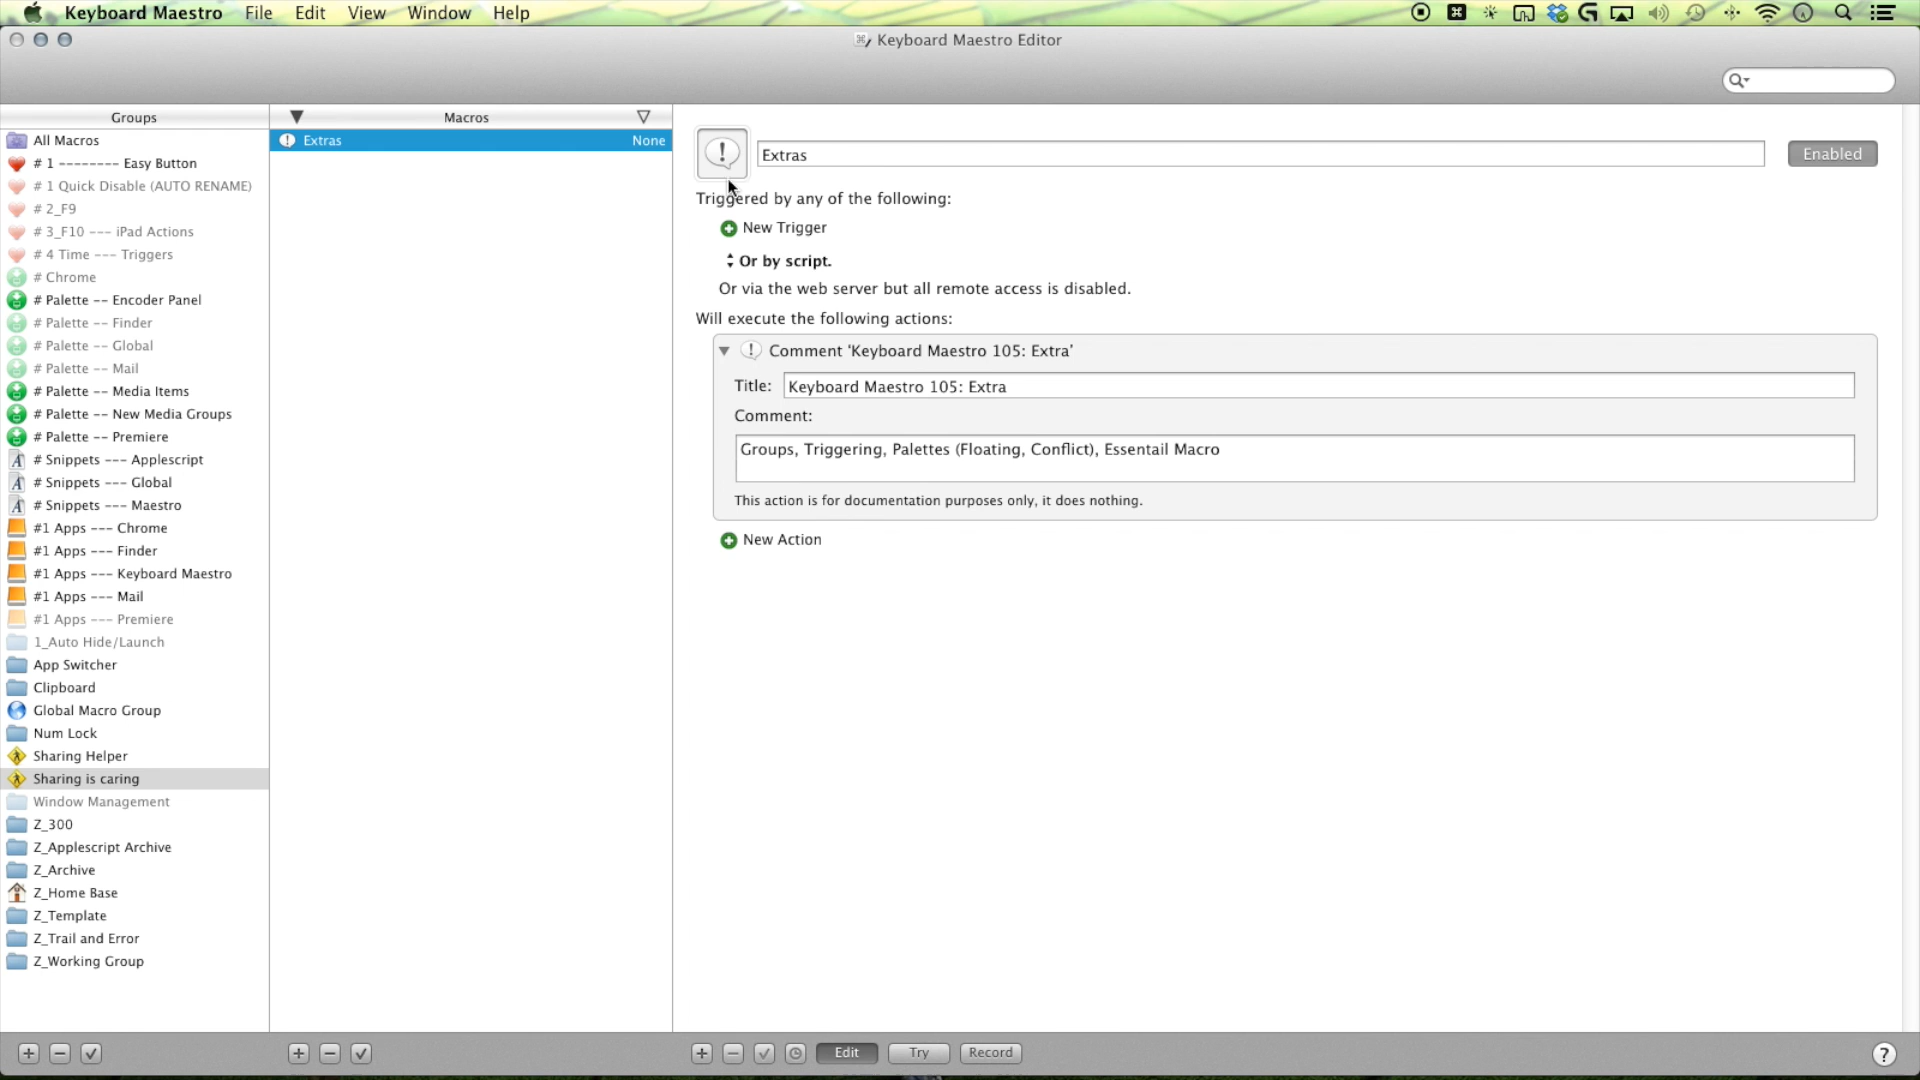 Keyboard Maestro File Edit View Window Help
Keyboard Maestro Editor
Groups
Macros
All Macros
# 1 -------- Easy Button
# 1 Quick Disable (AUTO RENAME)
# 2_F9
# 3_F10 --- iPad Actions
# 4 Time --- Triggers
# Chrome
# Palette -- Encoder Panel
# Palette -- Finder
# Palette -- Global
# Palette -- Mail
# Palette -- Media Items
# Palette -- New Media Groups
# Palette -- Premiere
# Snippets --- Applescript
# Snippets --- Global
# Snippets --- Maestro
#1 Apps --- Chrome
#1 Apps --- Finder
#1 Apps --- Keyboard Maestro
#1 Apps --- Mail
#1 Apps --- Premiere
1_Auto Hide/Launch
App Switcher
Clipboard
Global Macro Group
Num Lock
Sharing Helper
Sharing is caring
Window Management
Z_300
Z_Applescript Archive
Z_Archive
Z_Home Base
Z_Template
Z_Trail and Error
Z_Working Group
Extras None
Extras
Enabled
Triggered by any of the following:
New Trigger
Or by script.
Or via the web server but all remote access is disabled.
Will execute the following actions:
Comment 'Keyboard Maestro 105: Extra'
Title: Keyboard Maestro 105: Extra
Comment:
Groups, Triggering, Palettes (Floating, Conflict), Essentail Macro
This action is for documentation purposes only, it does nothing.
New Action
Edit Try Record ?